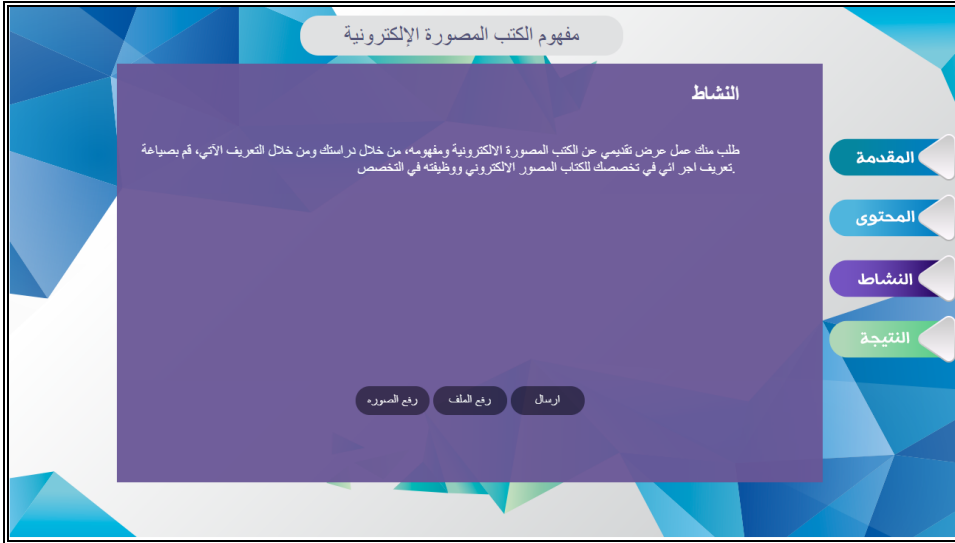 مفهوم الكتب المصورة الإلكترونية
النشاط
طلب منك عمل عرض تقديمي عن الكتب المصورة الالكترونية ومفهومه، من خلال دراستك ومن خلال التعريف الآتي، قم بصياغة
تعريف اجر ائي في تخصصك للكتاب المصور الالكتروني ووظيفته في التخصص.
المقدمة
المحتوى
النشاط
النتيجة
ارسال
رفع الملف
رفع الصوره